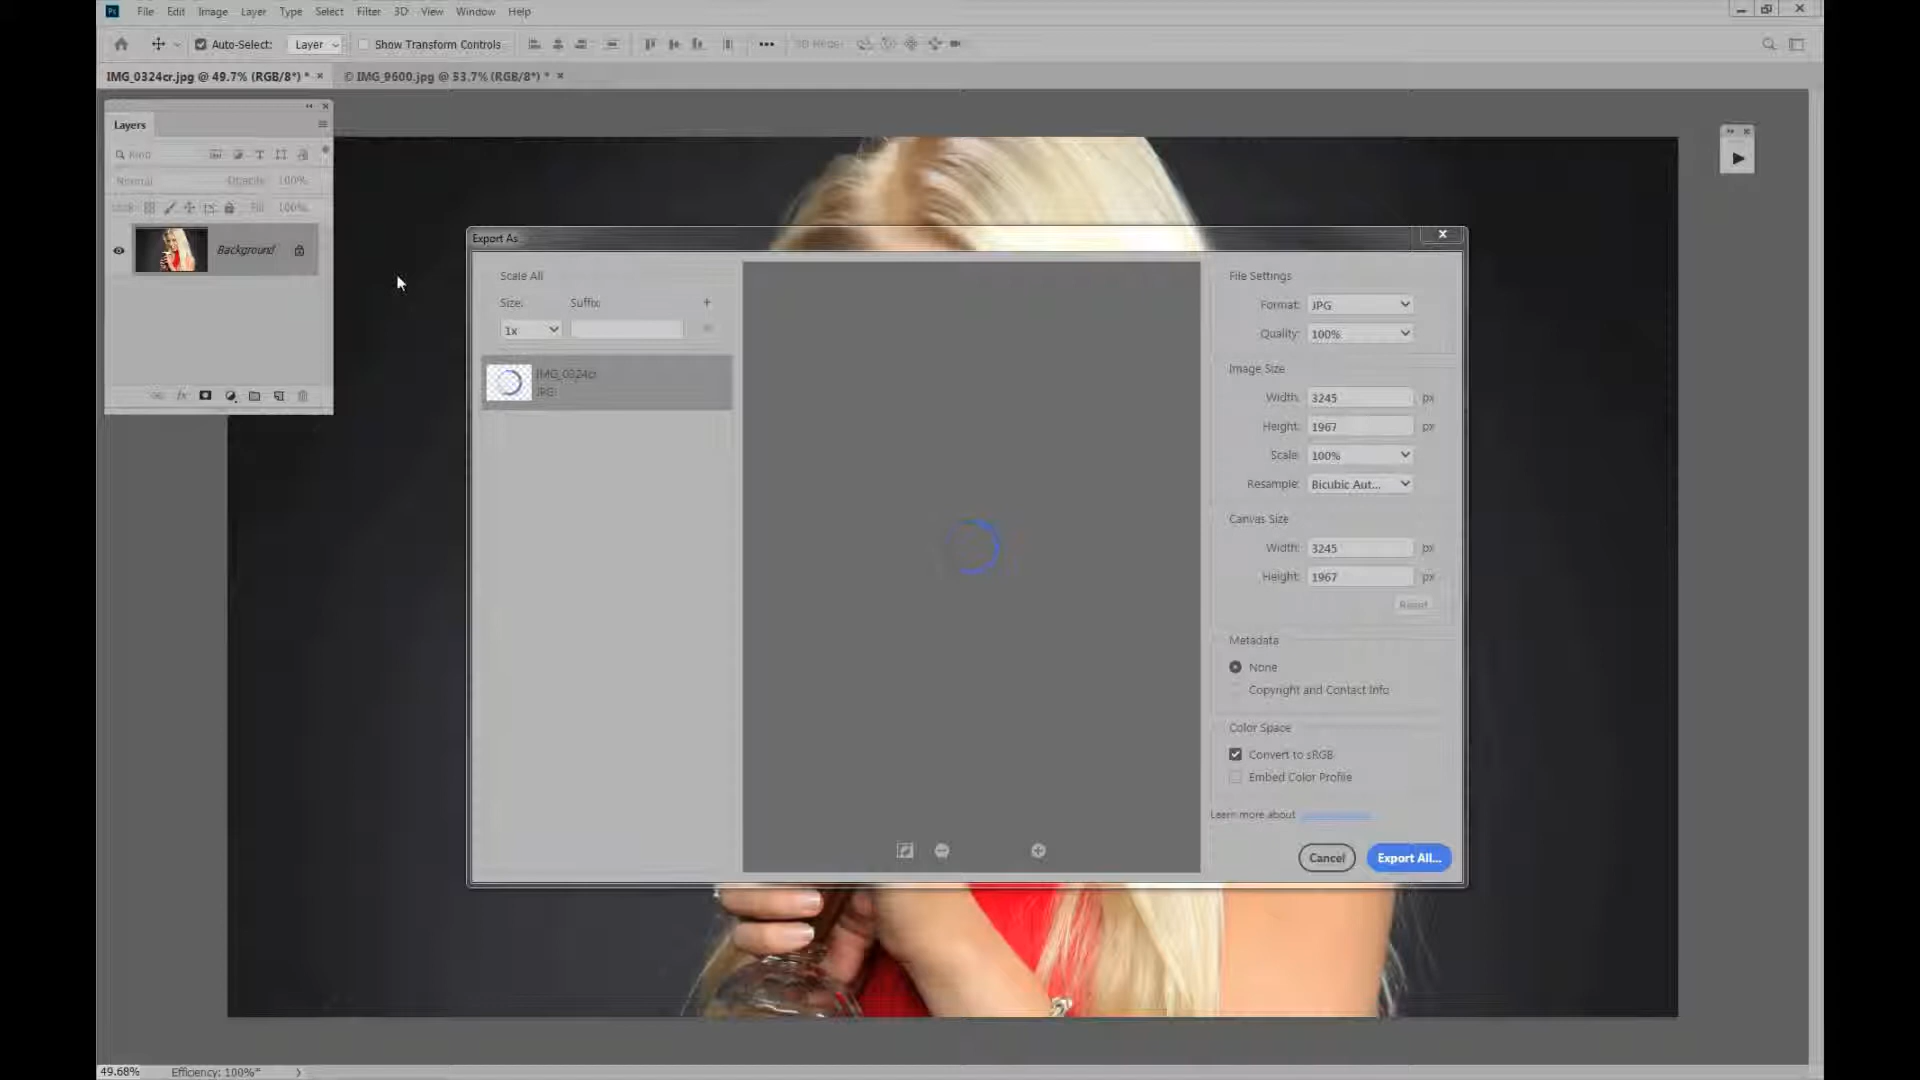 Ps File Edit Image Layer Type Select Filter 3D View Window Help
Auto-Select: Layer Show Transform Controls
IMG_0324cr.jpg @ 49.7% (RGB/8*) * × © IMG_9600.jpg @ 53.7% (RGB/8*) * ×
Layers
Kind
Normal Opacity: 100%
Lock: Fill: 100%
Background
Export As
Scale All
Size: Suffix:
1x
IMG_0324cr
JPG
File Settings
Format: JPG
Quality: 100%
Image Size
Width: 3245 px
Height: 1967 px
Scale: 100%
Resample: Bicubic Aut...
Canvas Size
Width: 3245 px
Height: 1967 px
Reset
Metadata
None
Copyright and Contact Info
Color Space
Convert to sRGB
Embed Color Profile
Learn more about
Cancel Export All...
49.68% Efficiency: 100%*